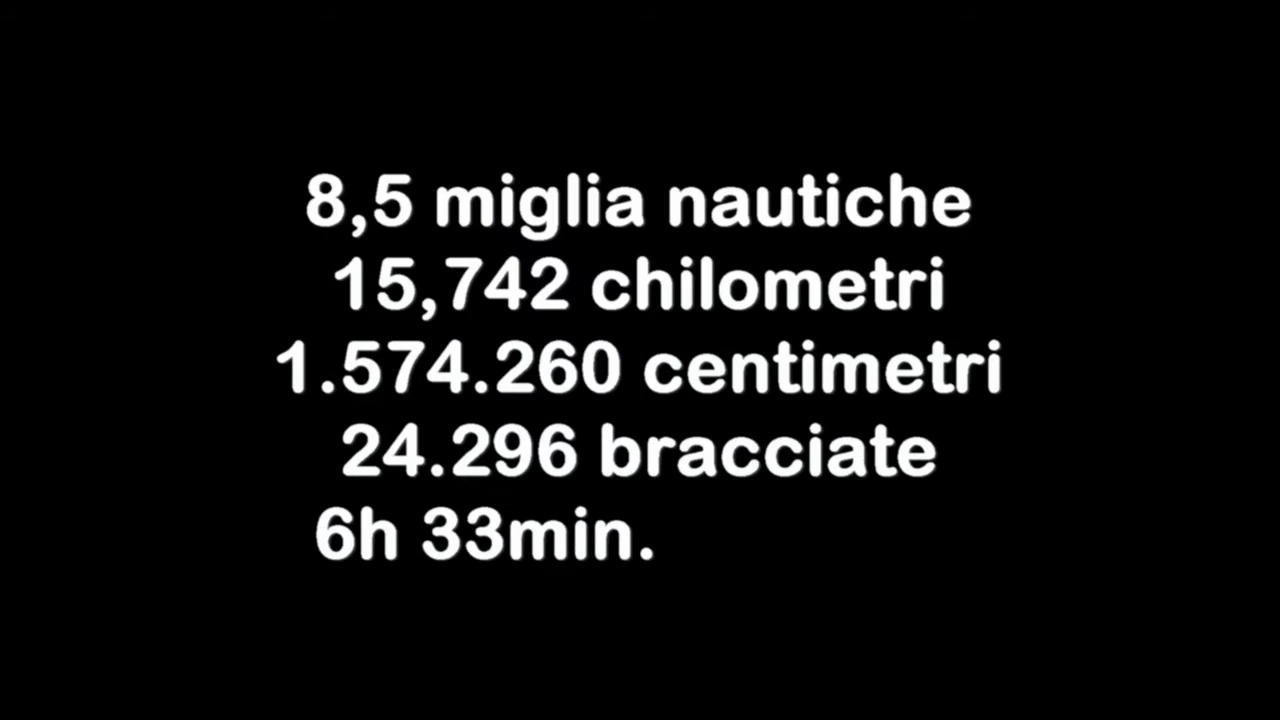 8,5 miglia nautiche
15,742 chilometri
1.574.260 centimetri
24.296 bracciate
6h 33min.